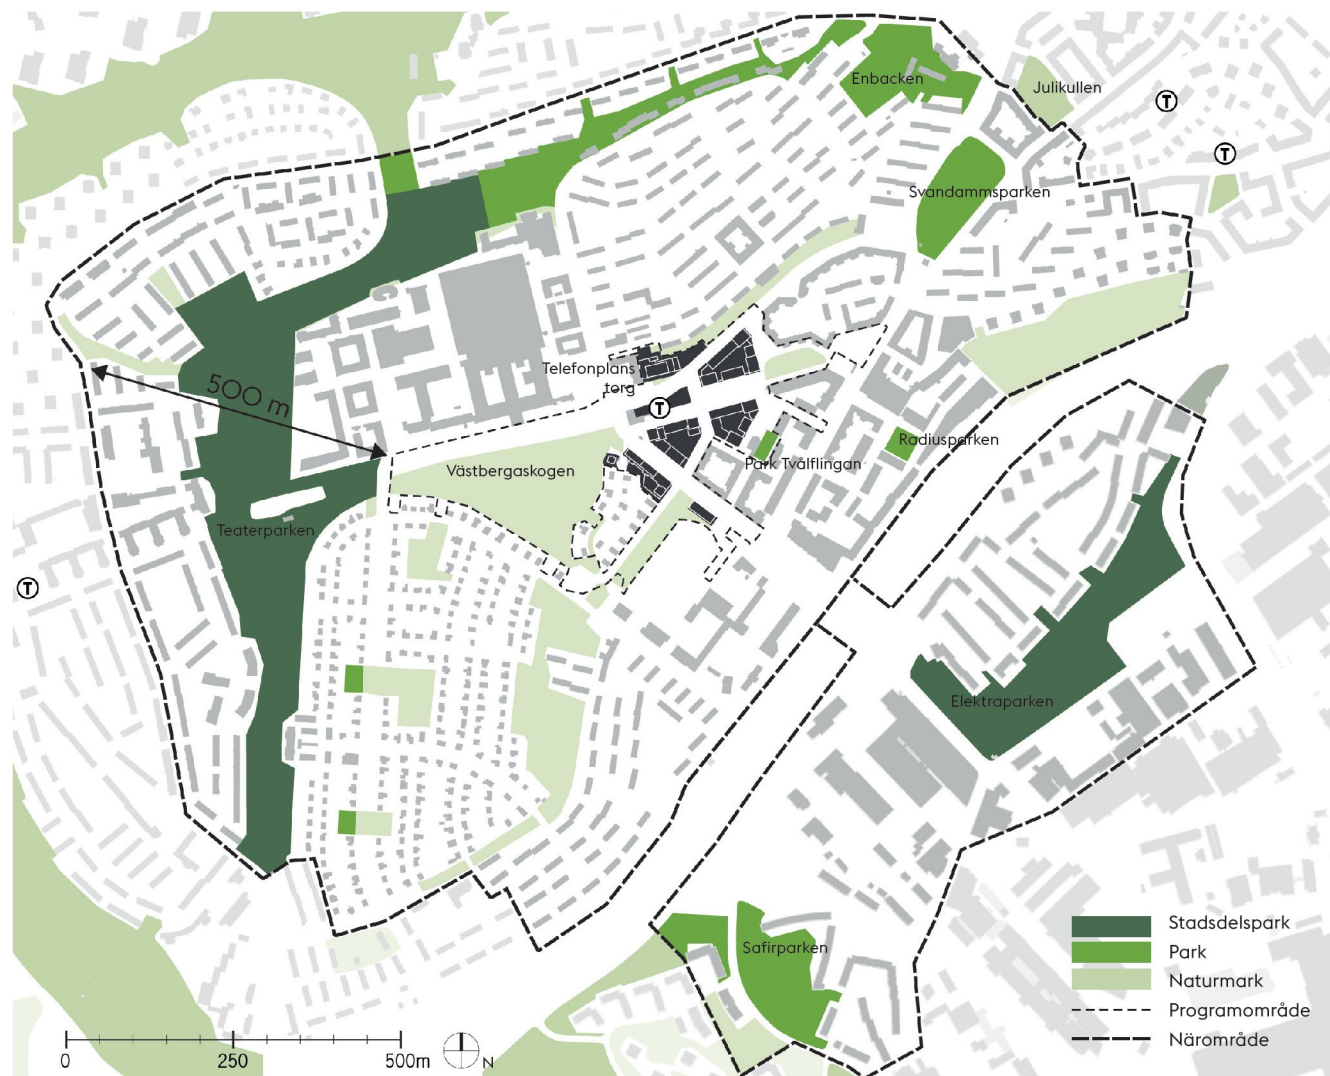 Enbacken
Julikullen
T
T
Svandammsparken
Telefonplans
torg
500 m
T
Radiusparken
Park Tvålflingan
Västbergaskogen
Teaterparken
T
Elektraparken
Safirparken
Stadsdelspark
Park
Naturmark
Programområde
Närområde
0 250 500m
N